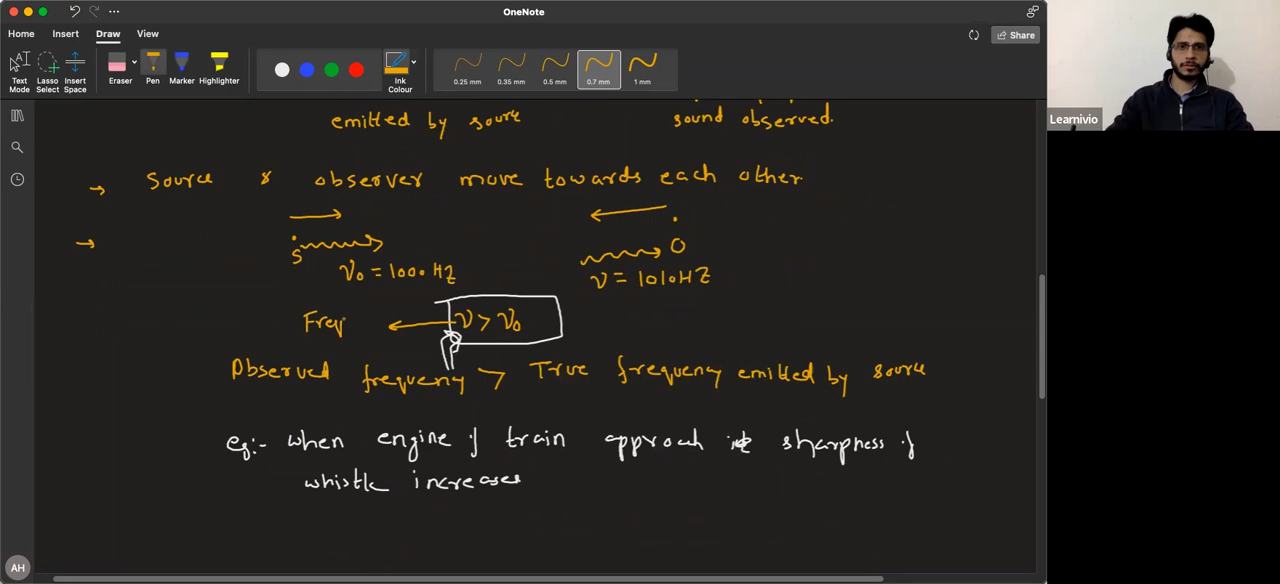 OneNote
Home Insert Draw View
Share
Text Mode
Lasso Select
Insert Space
Eraser
Pen
Marker
Highlighter
Ink Colour
0.25 mm
0.35 mm
0.5 mm
0.7 mm
1 mm
Learnivio
emitted by source
sound observed.
→ Source & observer move towards each other
→ S O
ν₀ = 1000 HZ ν = 1010 HZ
Freq ← ν > ν₀
Observed frequency > True frequency emitted by source
eg:- when engine of train approach sharpness of
whistle increases
AH